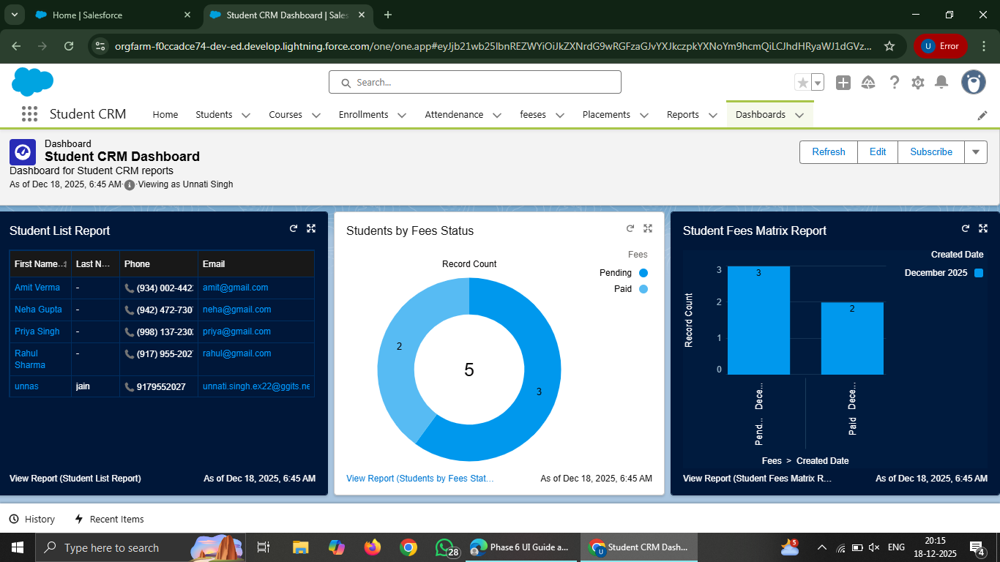 Home | Salesforce
Student CRM Dashboard | Sales
orgfarm-f0ccadce74-dev-ed.develop.lightning.force.com/one/one.app#eyJjb21wb25lbnREZWYiOiJkZXNrdG9wRGFzaGJvYXJkczpkYXNoYm9hcmQiLCJhdHRyaWJ1dGVz...
U Error
Search...
Student CRM
Home Students Courses Enrollments Attendenance feeses Placements Reports Dashboards
Dashboard
Student CRM Dashboard
Dashboard for Student CRM reports
As of Dec 18, 2025, 6:45 AM·Viewing as Unnati Singh
Refresh Edit Subscribe
Student List Report
First Name... Last N... Phone Email
Amit Verma - (934) 002-442 amit@gmail.com
Neha Gupta - (942) 472-730 neha@gmail.com
Priya Singh - (998) 137-230 priya@gmail.com
Rahul Sharma - (917) 955-202 rahul@gmail.com
unnas jain 9179552027 unnati.singh.ex22@ggits.ne
View Report (Student List Report) As of Dec 18, 2025, 6:45 AM
Students by Fees Status
Fees
Record Count
Pending
Paid
2
5
3
View Report (Students by Fees Stat... As of Dec 18, 2025, 6:45 AM
Student Fees Matrix Report
Created Date
December 2025
Record Count
3
2
1
0
3
2
Pend... Dece...
Paid Dece...
Fees > Created Date
View Report (Student Fees Matrix R... As of Dec 18, 2025, 6:45 AM
History Recent Items
Type here to search
28
Phase 6 UI Guide a...
U
Student CRM Dash...
5
ENG
20:15
18-12-2025
4